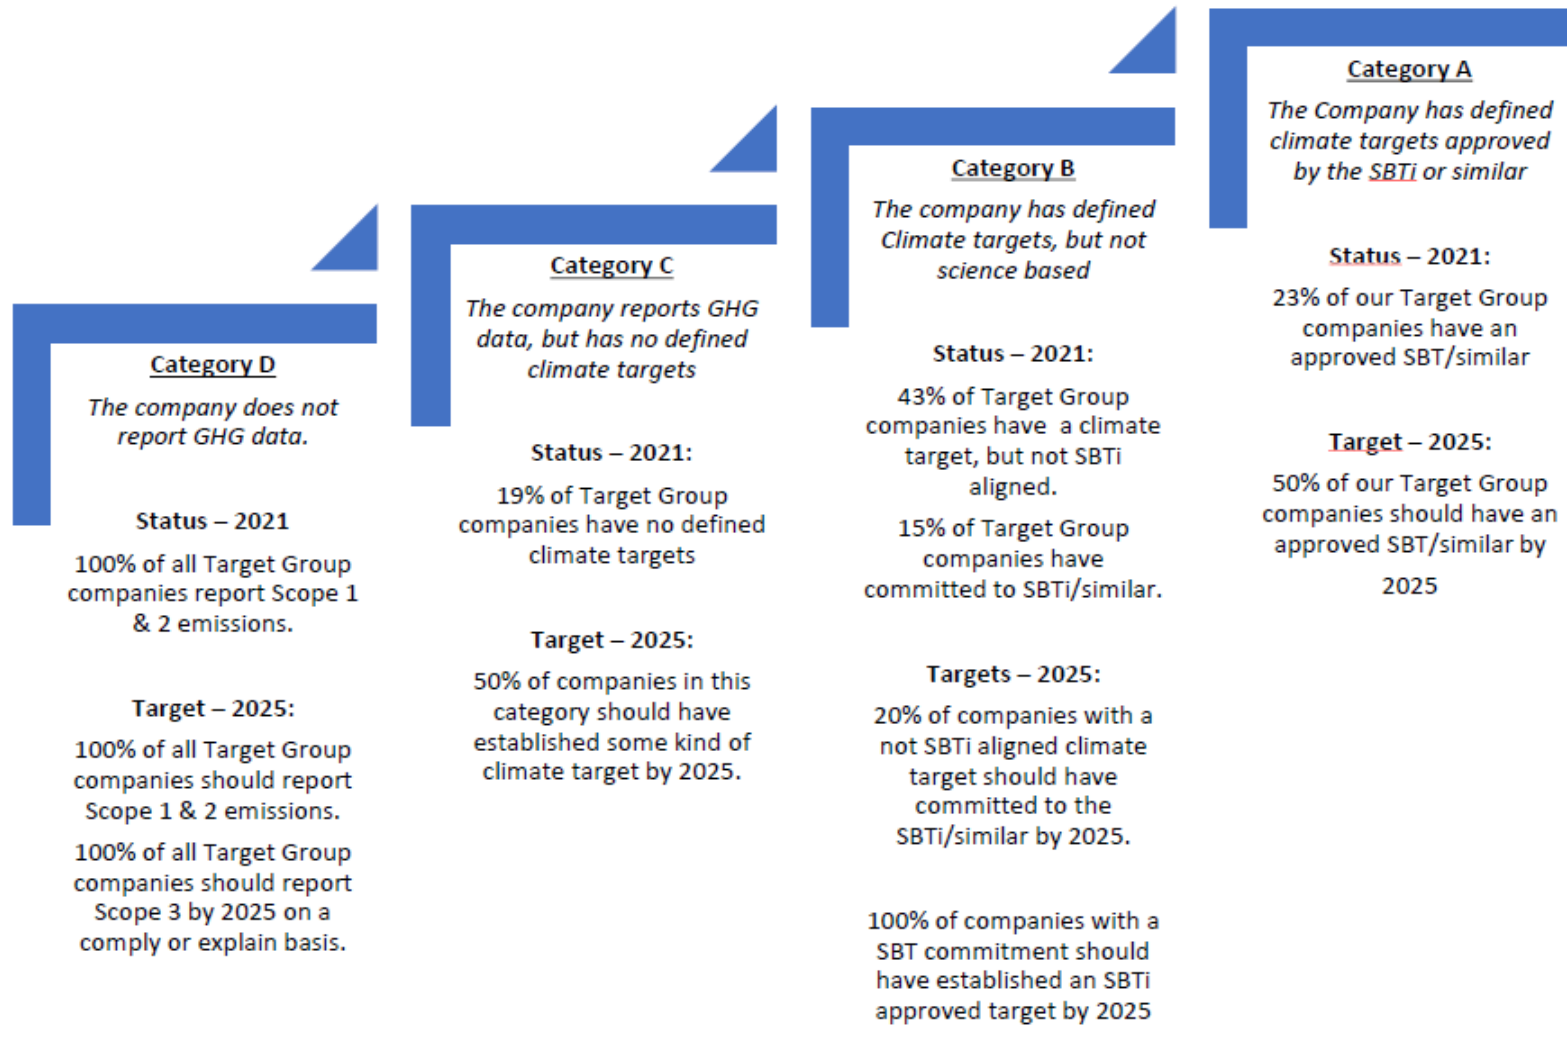 Category D
The company does not
report GHG data.
Status – 2021
100% of all Target Group
companies report Scope 1
& 2 emissions.
Target – 2025:
100% of all Target Group
companies should report
Scope 1 & 2 emissions.
100% of all Target Group
companies should report
Scope 3 by 2025 on a
comply or explain basis.
Category C
The company reports GHG
data, but has no defined
climate targets
Status – 2021:
19% of Target Group
companies have no defined
climate targets
Target – 2025:
50% of companies in this
category should have
established some kind of
climate target by 2025.
Category B
The company has defined
Climate targets, but not
science based
Status – 2021:
43% of Target Group
companies have  a climate
target, but not SBTi
aligned.
15% of Target Group
companies have
committed to SBTi/similar.
Targets – 2025:
20% of companies with a
not SBTi aligned climate
target should have
committed to the
SBTi/similar by 2025.
100% of companies with a
SBT commitment should
have established an SBTi
approved target by 2025
Category A
The Company has defined
climate targets approved
by the SBTi or similar
Status – 2021:
23% of our Target Group
companies have an
approved SBT/similar
Target – 2025:
50% of our Target Group
companies should have an
approved SBT/similar by
2025